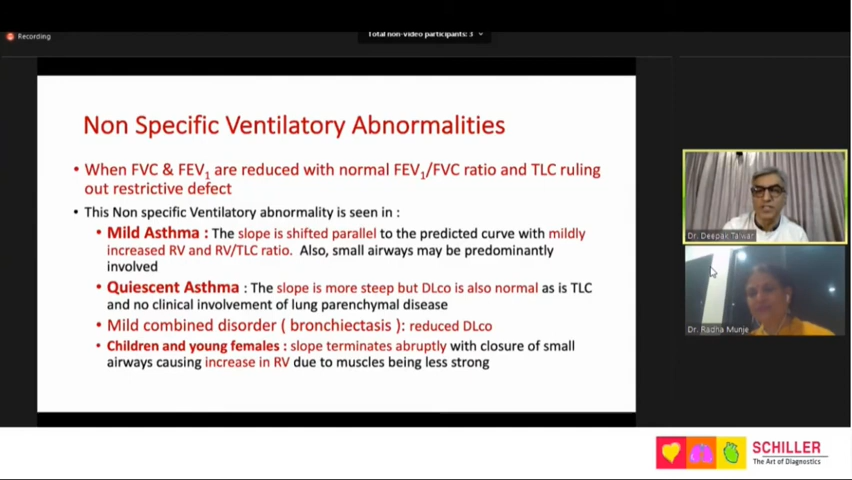 Recording
Total non-video participants: 3
Non Specific Ventilatory Abnormalities
• When FVC & FEV1 are reduced with normal FEV1/FVC ratio and TLC ruling
out restrictive defect
• This Non specific Ventilatory abnormality is seen in :
• Mild Asthma : The slope is shifted parallel to the predicted curve with mildly
increased RV and RV/TLC ratio. Also, small airways may be predominantly
involved
• Quiescent Asthma : The slope is more steep but DLco is also normal as is TLC
and no clinical involvement of lung parenchymal disease
• Mild combined disorder ( bronchiectasis ): reduced DLco
• Children and young females : slope terminates abruptly with closure of small
airways causing increase in RV due to muscles being less strong
Dr. Deepak Talwar
Dr. Radha Munje
SCHILLER
The Art of Diagnostics